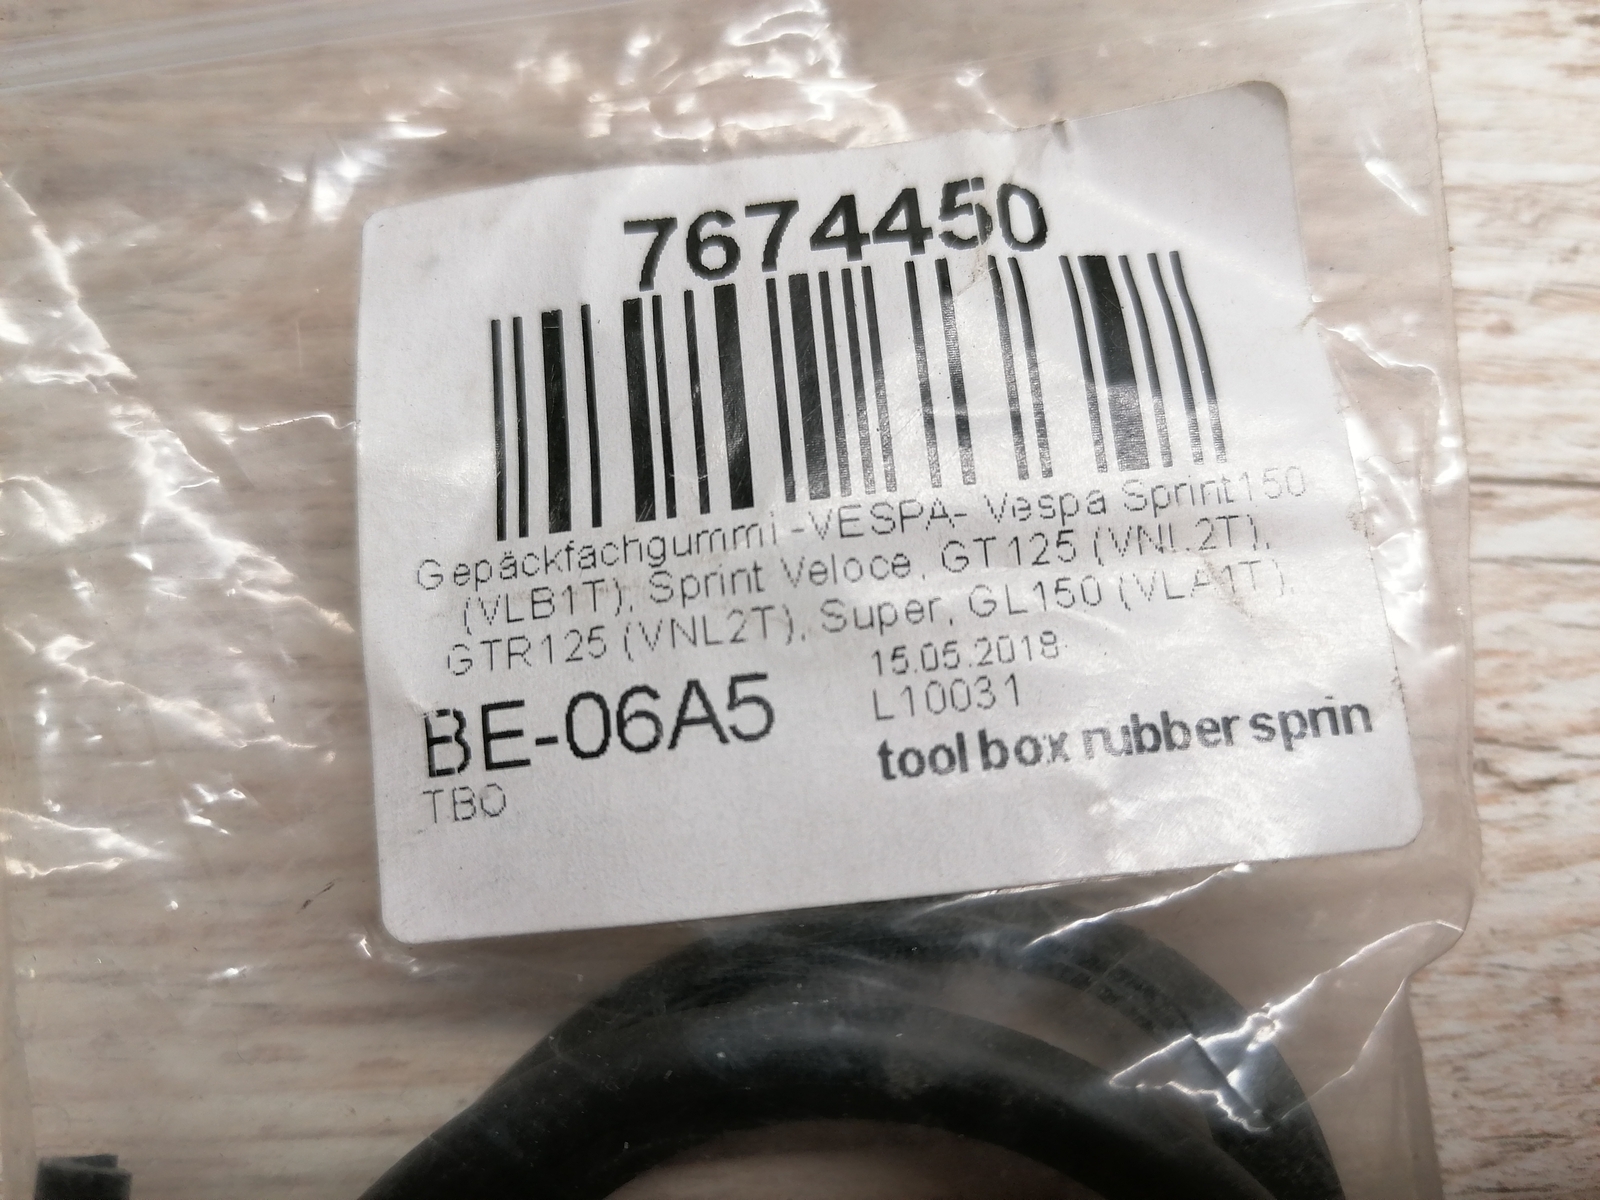 7674450
Gepäckfachgummi -VESPA- Vespa Sprint150
(VLB1T), Sprint Veloce, GT125 (VNL2T),
GTR125 (VNL2T), Super, GL150 (VLA1T),
15.05.2018
L10031
BE-06A5
tool box rubber sprin
TBO